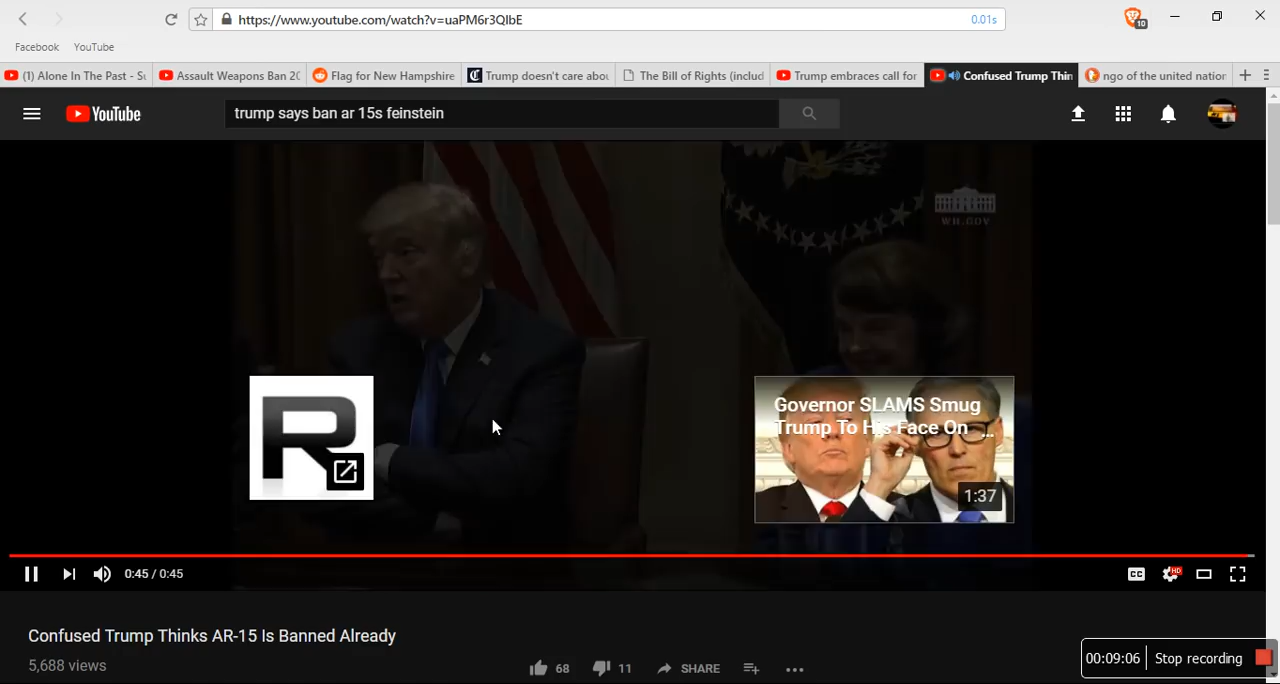 https://www.youtube.com/watch?v=uaPM6r3QIbE
0.01s
10
Facebook
YouTube
(1) Alone In The Past - Su
Assault Weapons Ban 20
Flag for New Hampshire
Trump doesn't care abou
The Bill of Rights (includ
Trump embraces call for
Confused Trump Thin
ngo of the united nation
YouTube
trump says ban ar 15s feinstein
WH.GOV
R
Governor SLAMS Smug
Trump To His Face On ...
1:37
0:45 / 0:45
CC
HD
Confused Trump Thinks AR-15 Is Banned Already
5,688 views
68
11
SHARE
00:09:06
Stop recording